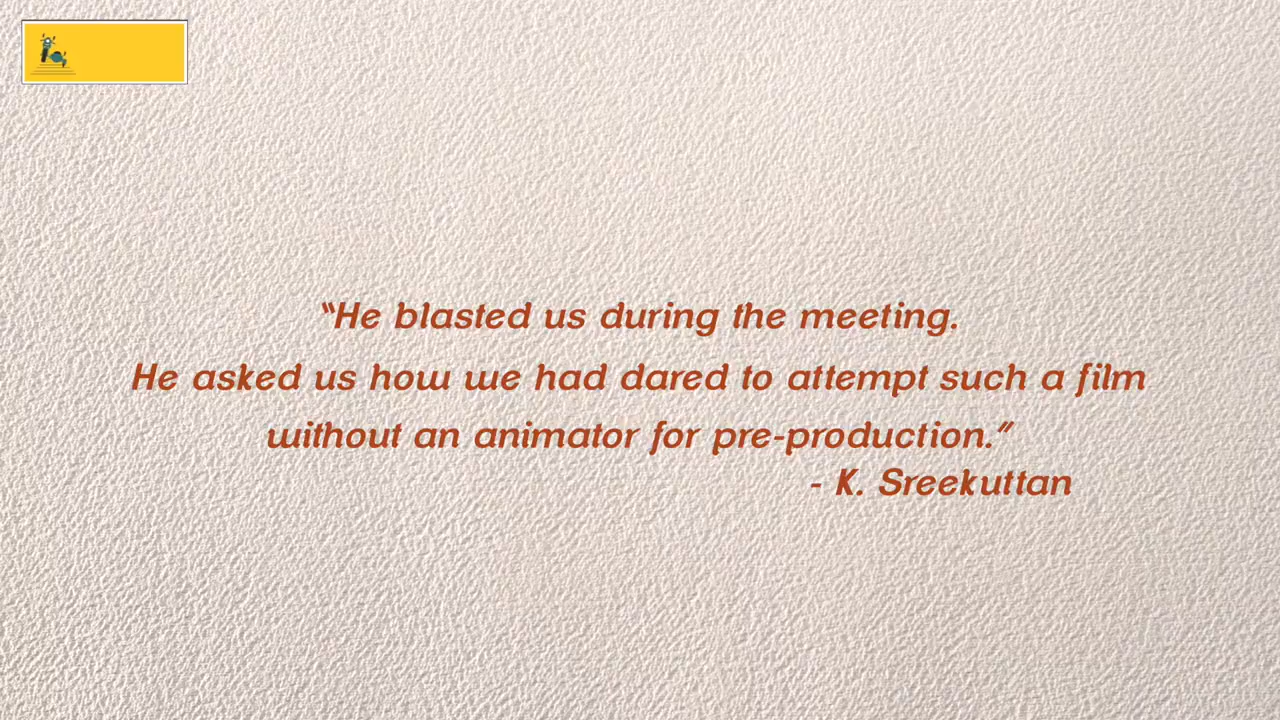 “He blasted us during the meeting.
He asked us how we had dared to attempt such a film
without an animator for pre-production.”
- K. Sreekuttan